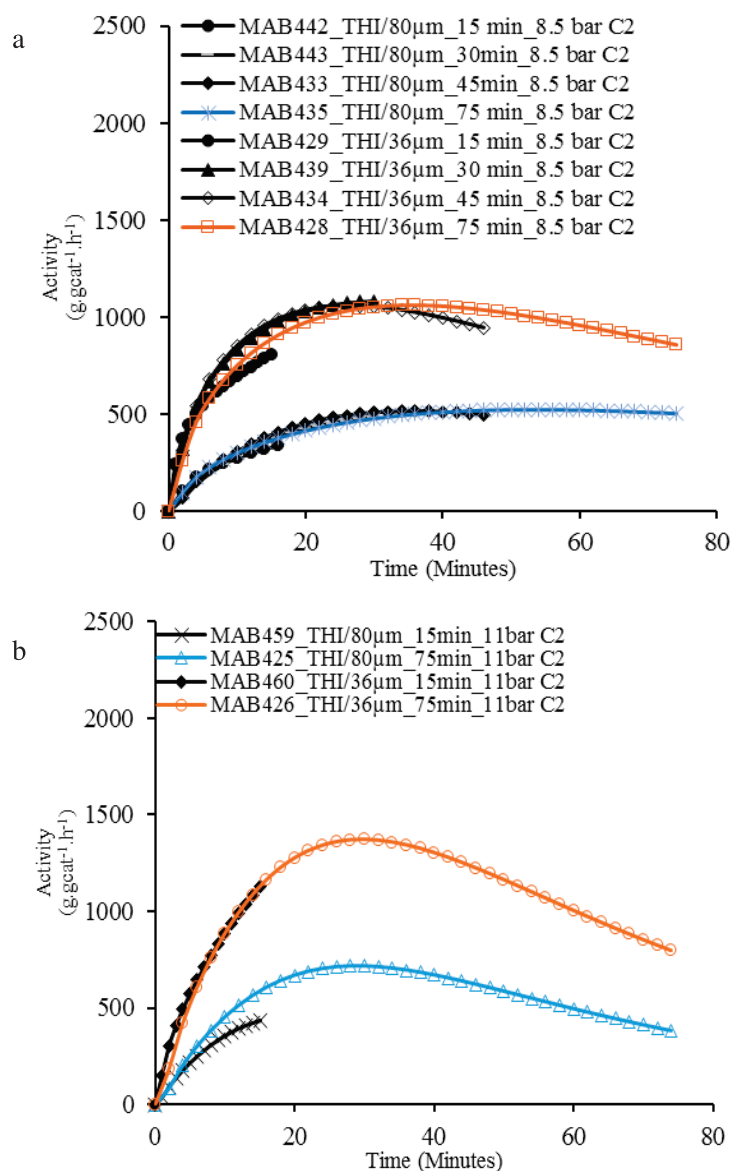 a
MAB442_THI/80µm_15 min_8.5 bar C2
MAB443_THI/80µm_30min_8.5 bar C2
MAB433_THI/80µm_45min_8.5 bar C2
MAB435_THI/80µm_75 min_8.5 bar C2
MAB429_THI/36µm_15 min_8.5 bar C2
MAB439_THI/36µm_30 min_8.5 bar C2
MAB434_THI/36µm_45 min_8.5 bar C2
MAB428_THI/36µm_75 min_8.5 bar C2
2500
2000
1500
1000
500
0
Activity
(g.gcat⁻¹.h⁻¹)
0 20 40 60 80
Time (Minutes)
b
MAB459_THI/80µm_15min_11bar C2
MAB425_THI/80µm_75min_11bar C2
MAB460_THI/36µm_15min_11bar C2
MAB426_THI/36µm_75min_11bar C2
2500
2000
1500
1000
500
0
Activity
(g.gcat⁻¹.h⁻¹)
0 20 40 60 80
Time (Minutes)